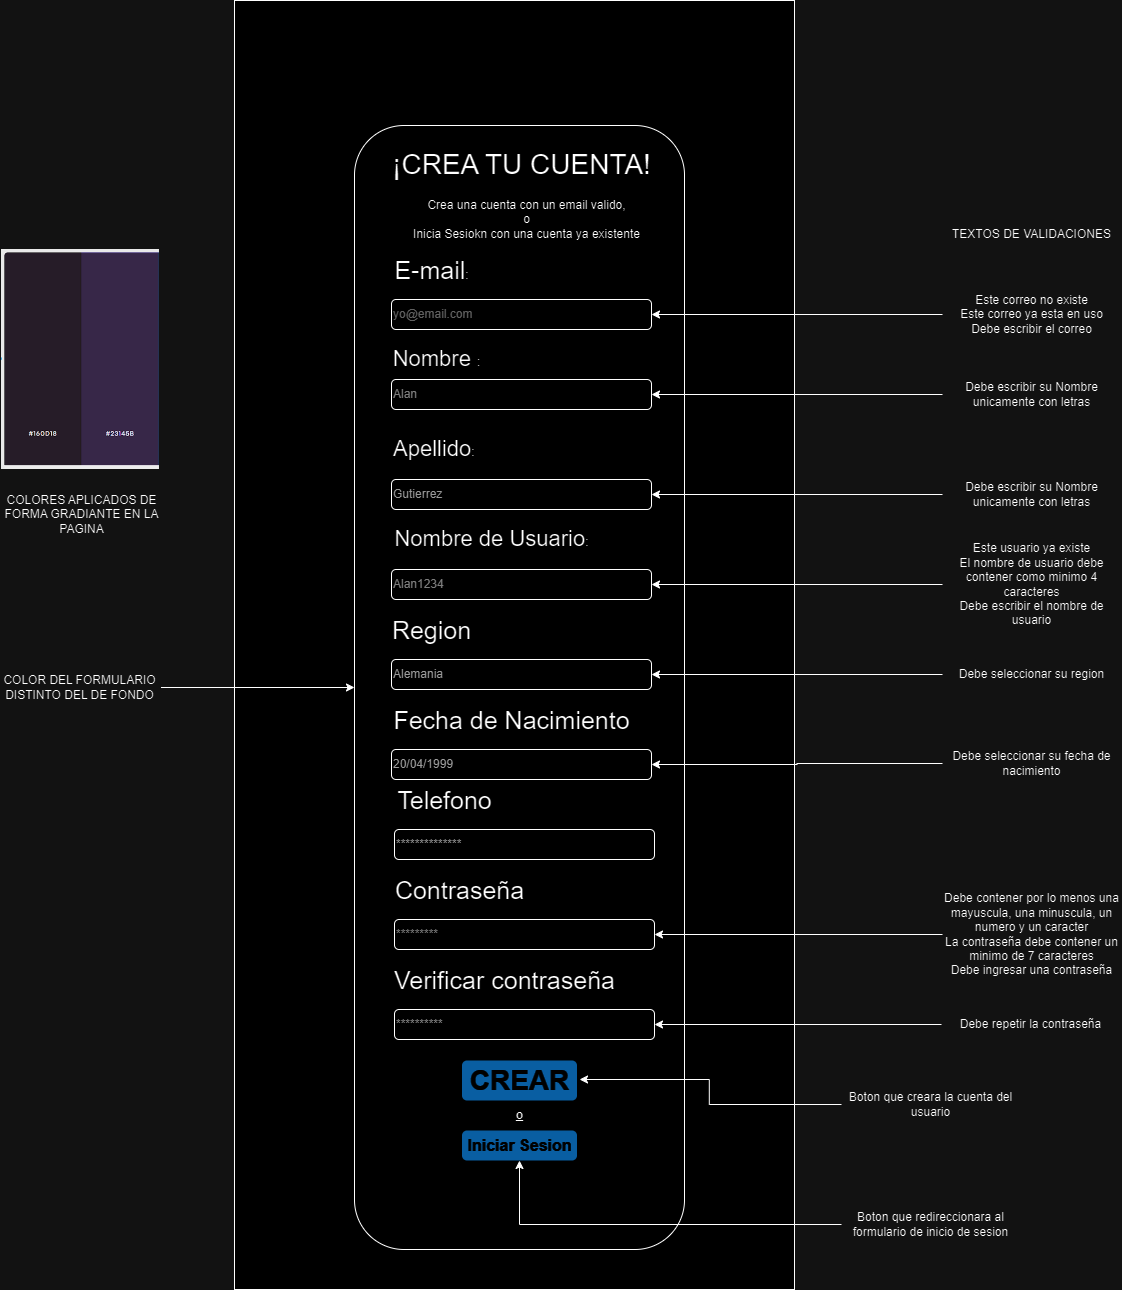 ¡CREA TU CUENTA!
Crea una cuenta con un email valido,
o
Inicia Sesiokn con una cuenta ya existente
E-mail:
yo@email.com
Nombre :
Alan
Apellido:
Gutierrez
Nombre de Usuario:
Alan1234
Region
Alemania
Fecha de Nacimiento
20/04/1999
Telefono
**************
Contraseña
*********
Verificar contraseña
**********
CREAR
o
Iniciar Sesion
#160D18
#23145B
COLORES APLICADOS DE
FORMA GRADIANTE EN LA
PAGINA
COLOR DEL FORMULARIO
DISTINTO DEL DE FONDO
TEXTOS DE VALIDACIONES
Este correo no existe
Este correo ya esta en uso
Debe escribir el correo
Debe escribir su Nombre
unicamente con letras
Debe escribir su Nombre
unicamente con letras
Este usuario ya existe
El nombre de usuario debe
contener como minimo 4
caracteres
Debe escribir el nombre de
usuario
Debe seleccionar su region
Debe seleccionar su fecha de
nacimiento
Debe contener por lo menos una
mayuscula, una minuscula, un
numero y un caracter
La contraseña debe contener un
minimo de 7 caracteres
Debe ingresar una contraseña
Debe repetir la contraseña
Boton que creara la cuenta del
usuario
Boton que redireccionara al
formulario de inicio de sesion